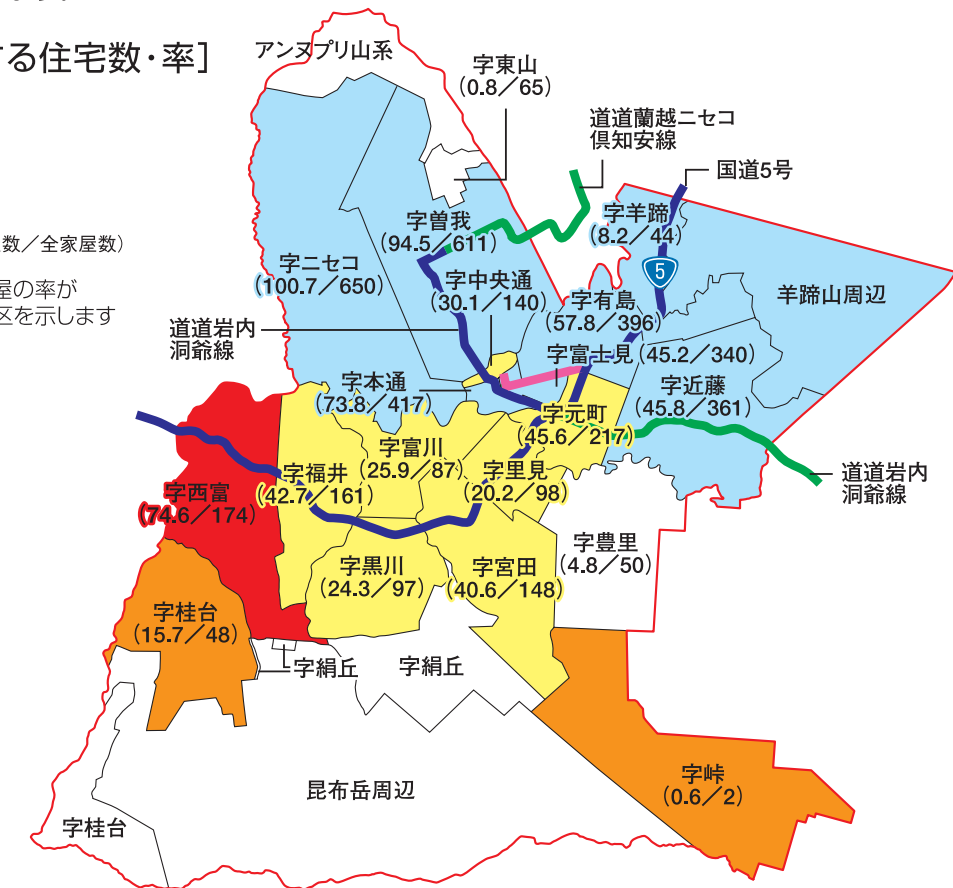 する住宅数・率］
アンヌプリ山系
字東山
（0.8／65）
道道蘭越ニセコ
倶知安線
国道5号
数／全家屋数）
屋の率が
区を示します
字曽我
（94.5／611）
字羊蹄
（8.2／44）
5
字ニセコ
（100.7／650）
字中央通
（30.1／140）
字有島
（57.8／396）
羊蹄山周辺
道道岩内
洞爺線
字富士見（45.2／340）
字本通
（73.8／417）
字近藤
（45.8／361）
字元町
（45.6／217）
字富川
（25.9／87）
字福井
（42.7／161）
字里見
（20.2／98）
道道岩内
洞爺線
字西富
（74.6／174）
字豊里
（4.8／50）
字黒川
（24.3／97）
字宮田
（40.6／148）
字桂台
（15.7／48）
字絹丘
字絹丘
字峠
（0.6／2）
昆布岳周辺
字桂台